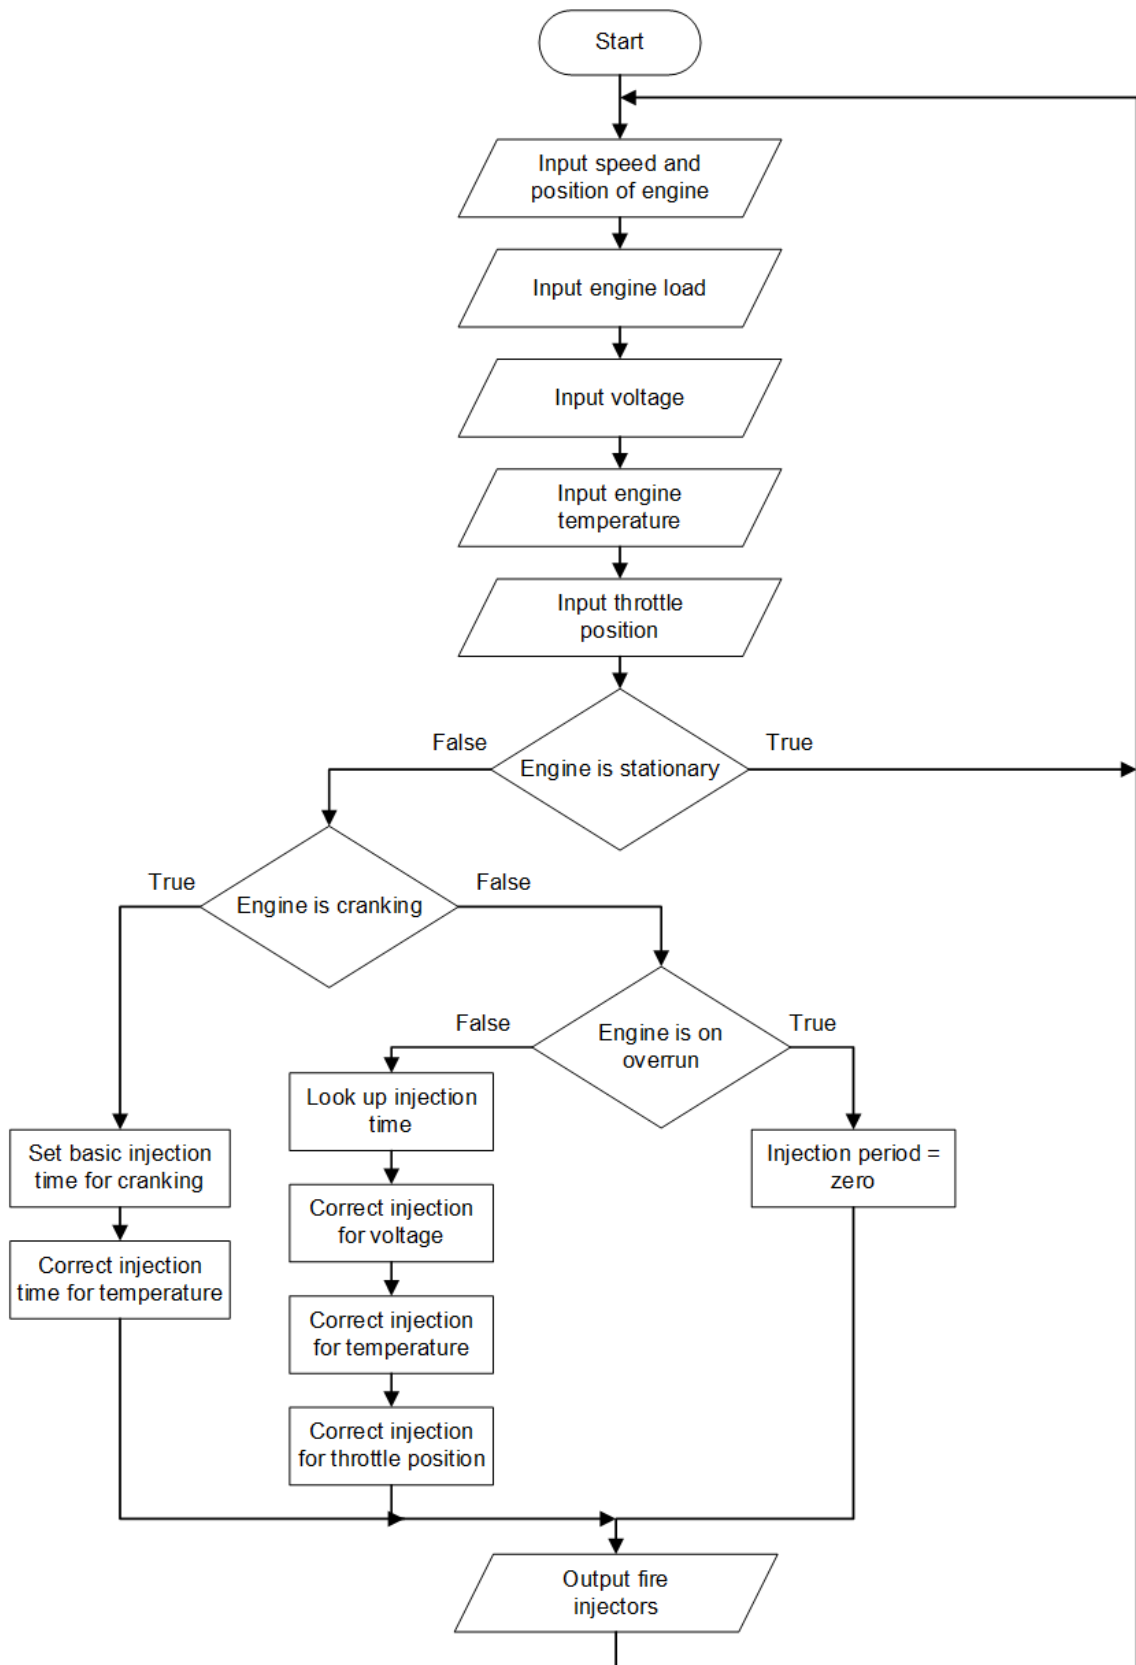 Start
Input speed and
position of engine
Input engine load
Input voltage
Input engine
temperature
Input throttle
position
False
True
Engine is stationary
True
False
Engine is cranking
False
True
Engine is on
overrun
Look up injection
time
Set basic injection
time for cranking
Injection period =
zero
Correct injection
for voltage
Correct injection
time for temperature
Correct injection
for temperature
Correct injection
for throttle position
Output fire
injectors